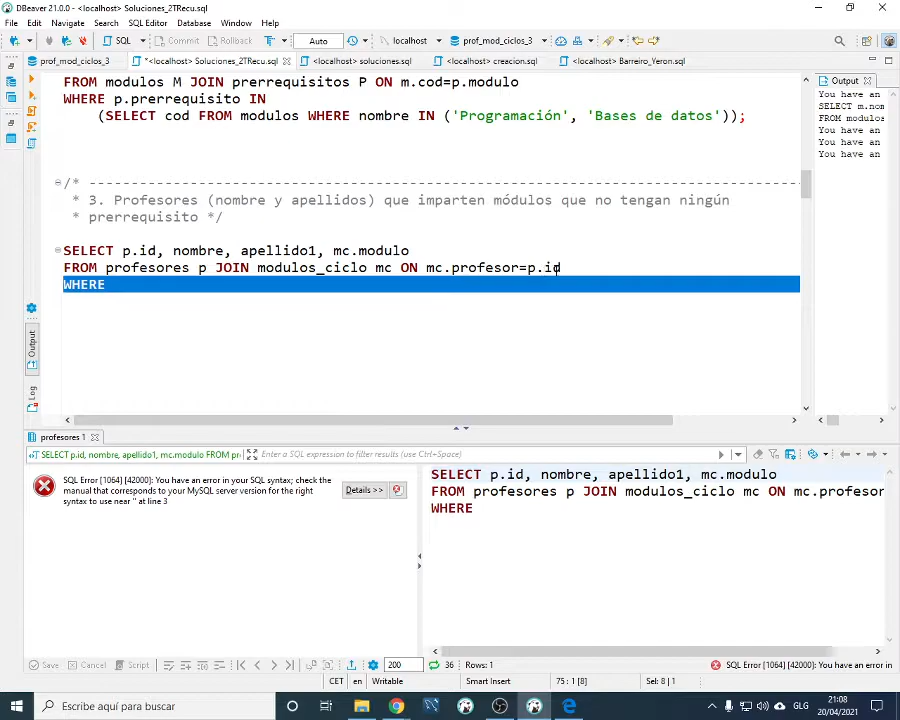 DBeaver 21.0.0 - <localhost> Soluciones_2TRecu.sql
File Edit Navigate Search SQL Editor Database Window Help
SQL Commit Rollback T Auto localhost prof_mod_ciclos_3
prof_mod_ciclos_3 *<localhost> Soluciones_2TRecu.sql <localhost> soluciones.sql <localhost> creacion.sql <localhost> Barreiro_Yeron.sql
FROM modulos M JOIN prerrequisitos P ON m.cod=p.modulo
WHERE p.prerrequisito IN
(SELECT cod FROM modulos WHERE nombre IN ('Programación', 'Bases de datos'));
/* ------------------------------------------------------------------------------------
* 3. Profesores (nombre y apellidos) que imparten módulos que no tengan ningún
* prerrequisito */
SELECT p.id, nombre, apellido1, mc.modulo
FROM profesores p JOIN modulos_ciclo mc ON mc.profesor=p.id
WHERE
Output
Log
Output
You have an
SELECT m.nom
FROM modulos
You have an
You have an
You have an
profesores 1
SELECT p.id, nombre, apellido1, mc.modulo FROM pr Enter a SQL expression to filter results (use Ctrl+Space)
SQL Error [1064] [42000]: You have an error in your SQL syntax; check the
manual that corresponds to your MySQL server version for the right
syntax to use near '' at line 3
Details >>
SELECT p.id, nombre, apellido1, mc.modulo
FROM profesores p JOIN modulos_ciclo mc ON mc.profesor
WHERE
Save Cancel Script 200 36 Rows: 1 SQL Error [1064] [42000]: You have an error in
CET en Writable Smart Insert 75 : 1 [8] Sel: 8 | 1
Escribe aquí para buscar
GLG
21:08
20/04/2021